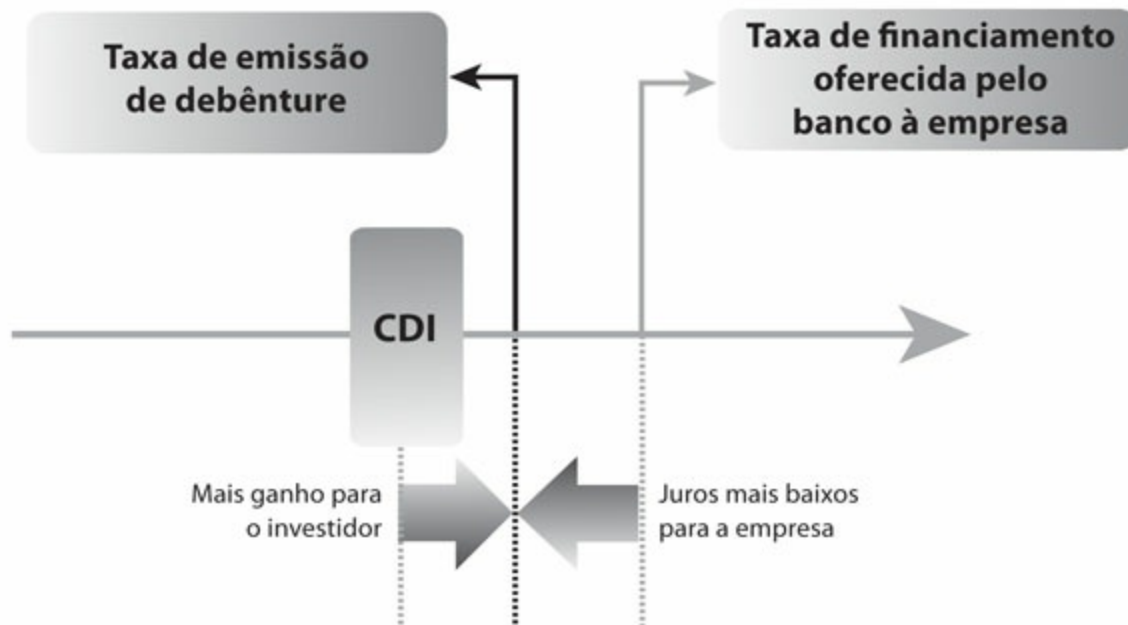 Taxa de emissão
de debênture
Taxa de financiamento
oferecida pelo
banco à empresa
CDI
Mais ganho para
o investidor
Juros mais baixos
para a empresa